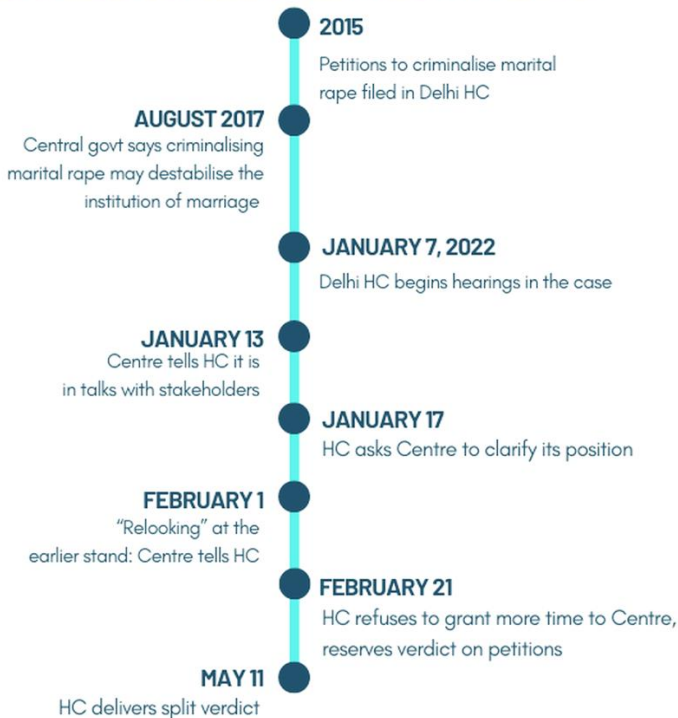 2015
Petitions to criminalise marital
rape filed in Delhi HC
AUGUST 2017
Central govt says criminalising
marital rape may destabilise the
institution of marriage
JANUARY 7, 2022
Delhi HC begins hearings in the case
JANUARY 13
Centre tells HC it is
in talks with stakeholders
JANUARY 17
HC asks Centre to clarify its position
FEBRUARY 1
“Relooking” at the
earlier stand: Centre tells HC
FEBRUARY 21
HC refuses to grant more time to Centre,
reserves verdict on petitions
MAY 11
HC delivers split verdict